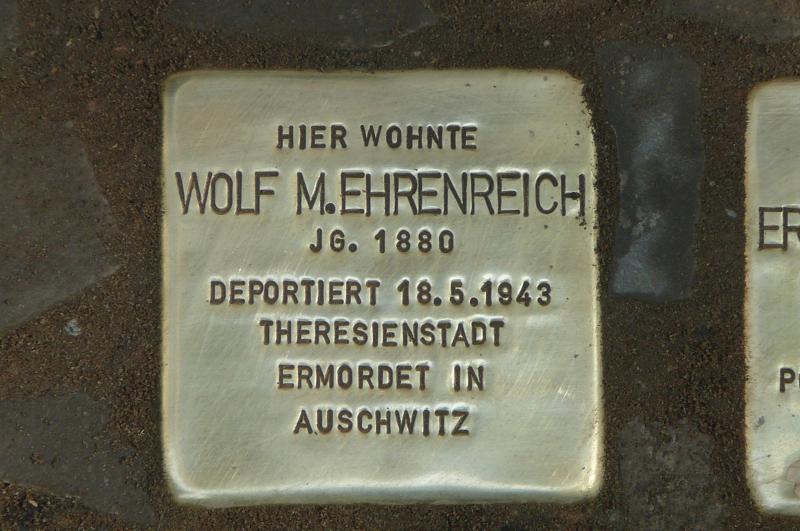 HIER WOHNTE
WOLF M. EHRENREICH
JG. 1880
DEPORTIERT 18.5.1943
THERESIENSTADT
ERMORDET IN
AUSCHWITZ